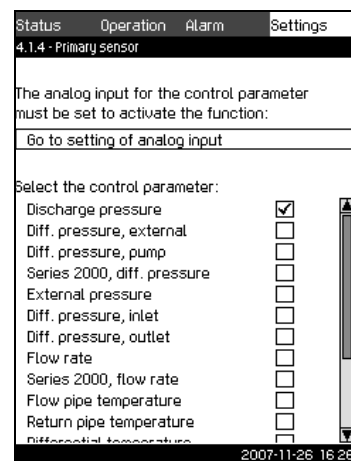 Status Operation Alarm Settings
4.1.4 - Primary sensor
The analog input for the control parameter
must be set to activate the function:
Go to setting of analog input
Select the control parameter:
Discharge pressure
Diff. pressure, external
Diff. pressure, pump
Series 2000, diff. pressure
External pressure
Diff. pressure, inlet
Diff. pressure, outlet
Flow rate
Series 2000, flow rate
Flow pipe temperature
Return pipe temperature
Differential temperature
2007-11-26 16:26